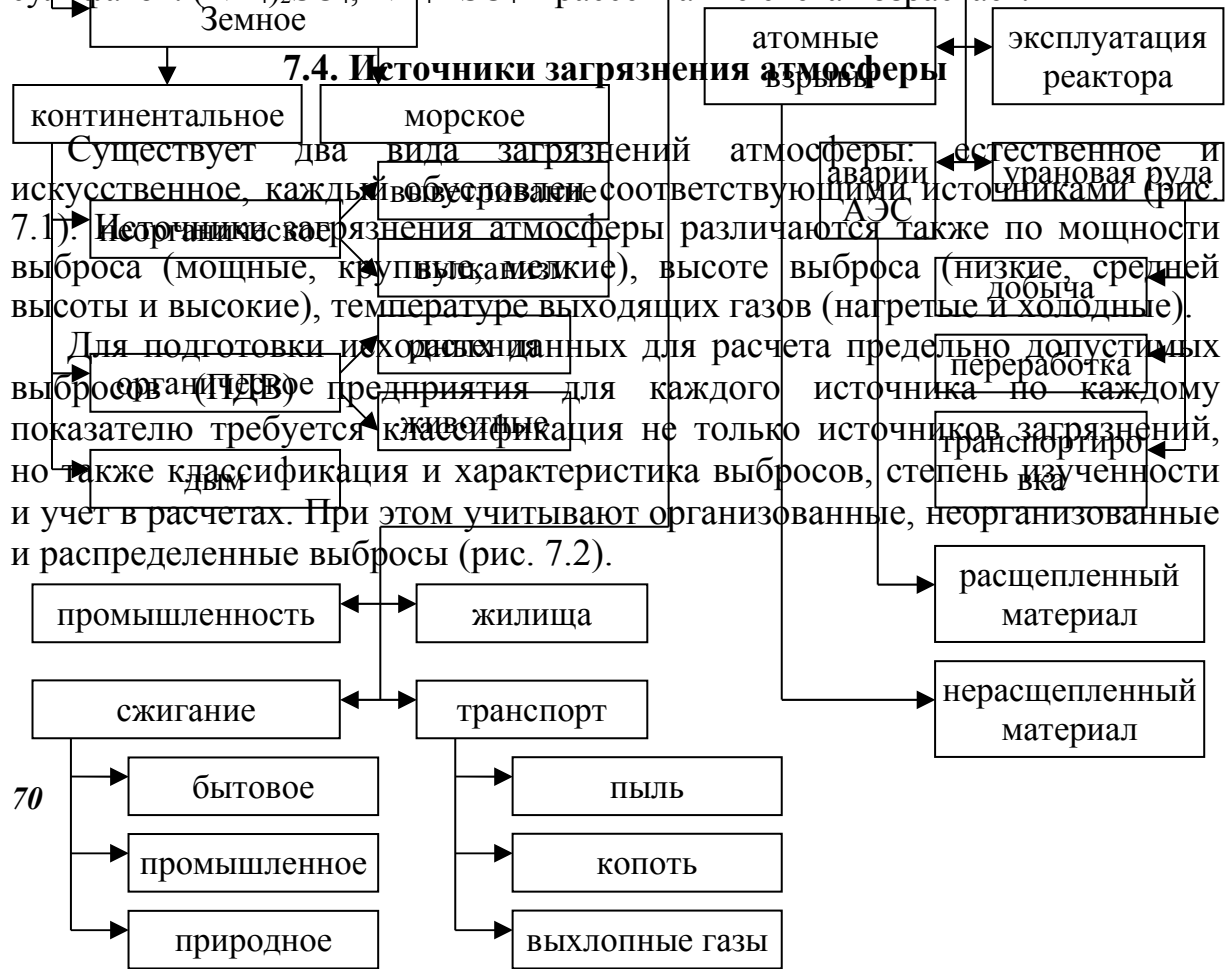 Земное
атомные
взрывы
эксплуатация
реактора
7.4. Источники загрязнения атмосферы
континентальное
морское
Существует два вида загрязнений атмосферы: естественное и
искусственное, каждый обусловлен соответствующими источниками (рис.
7.1). Источники загрязнения атмосферы различаются также по мощности
выброса (мощные, крупные, мелкие), высоте выброса (низкие, средней
высоты и высокие), температуре выходящих газов (нагретые и холодные).
Для подготовки исходных данных для расчета предельно допустимых
выбросов (ПДВ) предприятия для каждого источника по каждому
показателю требуется классификация не только источников загрязнений,
но также классификация и характеристика выбросов, степень изученности
и учет в расчетах. При этом учитывают организованные, неорганизованные
и распределенные выбросы (рис. 7.2).
аварии
АЭС
урановая руда
выветривание
неорганическое
вулканизм
добыча
растения
органическое
переработка
животные
транспортиро
вка
дым
расщепленный
материал
промышленность
жилища
нерасщепленный
материал
сжигание
транспорт
бытовое
пыль
70
промышленное
копоть
природное
выхлопные газы